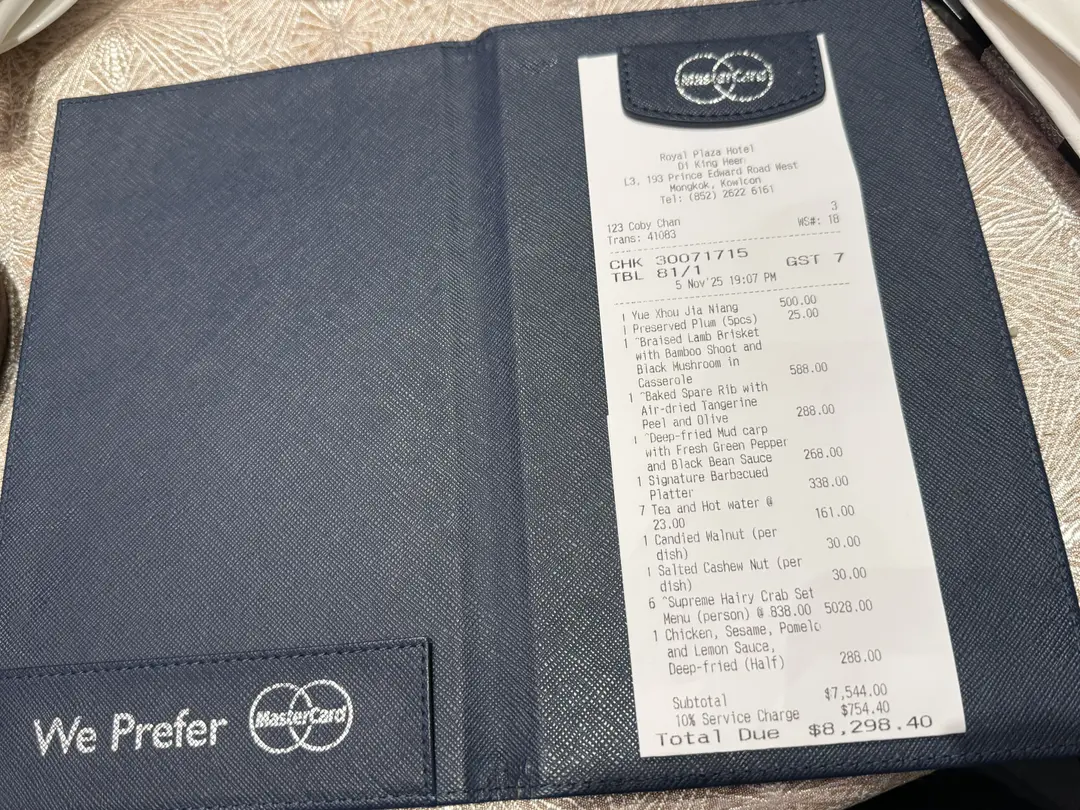 MasterCard
Royal Plaza Hotel
Di King Heen
L3, 193 Prince Edward Road West
Mongkok, Kowlcon
Tel: (852) 2622 6161
3
123 Coby Chan WS#: 18
Trans: 41083
CHK 30071715
TBL 81/1 GST 7
5 Nov'25 19:07 PM
1 Yue Xhou Jia Niang 500.00
1 Preserved Plum (5pcs) 25.00
1 ^Braised Lamb Brisket
with Bamboo Shoot and
Black Mushroom in
Casserole 588.00
1 ^Baked Spare Rib with
Air-dried Tangerine
Peel and Olive 288.00
1 ^Deep-fried Mud carp
with Fresh Green Pepper
and Black Bean Sauce 268.00
1 Signature Barbecued
Platter 338.00
7 Tea and Hot water @
23.00 161.00
1 Candied Walnut (per
dish) 30.00
1 Salted Cashew Nut (per
dish) 30.00
6 ^Supreme Hairy Crab Set
Menu (person) @ 838.00 5028.00
1 Chicken, Sesame, Pomelo
and Lemon Sauce,
Deep-fried (Half) 288.00
Subtotal $7,544.00
10% Service Charge $754.40
Total Due $8,298.40
We Prefer MasterCard